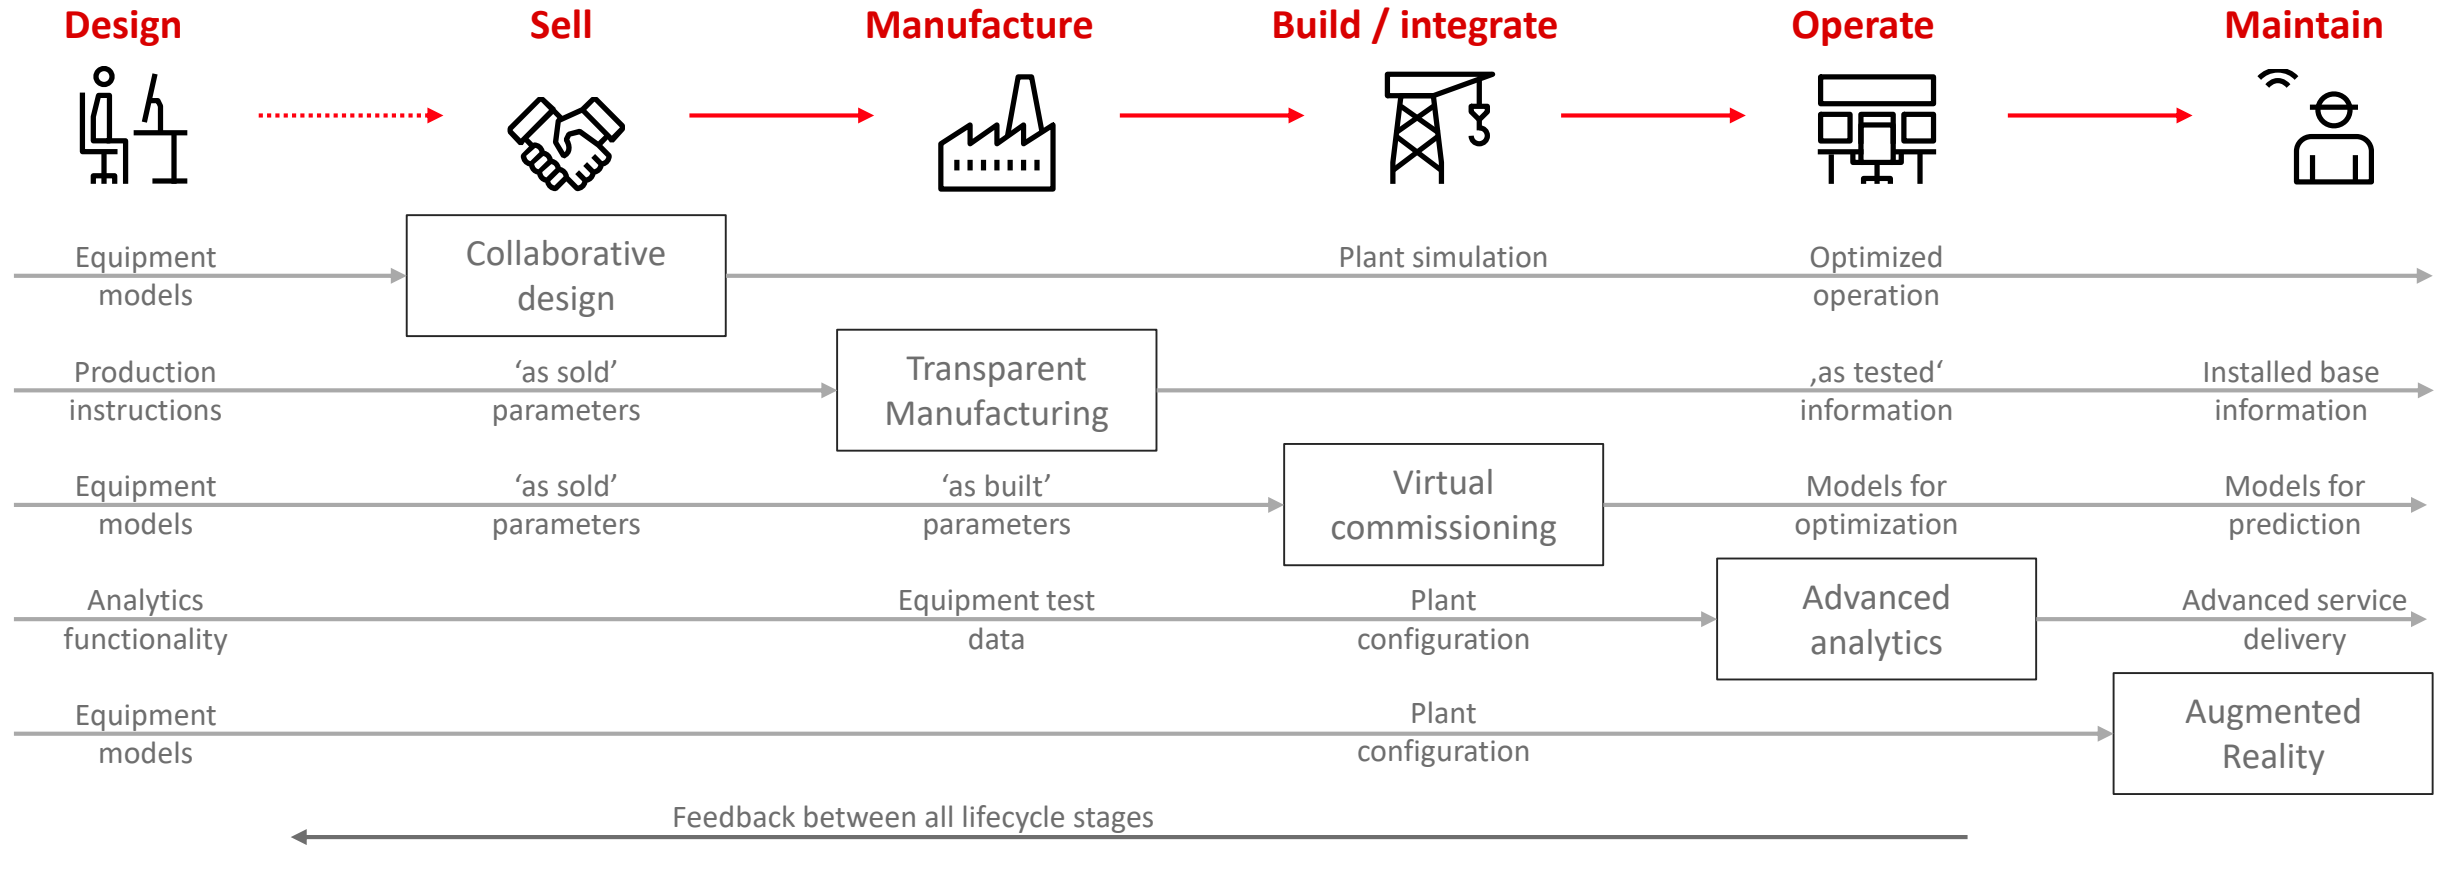 Design
Sell
Manufacture
Build / integrate
Operate
Maintain
Equipment
models
Collaborative
design
Plant simulation
Optimized
operation
Production
instructions
‘as sold’
parameters
Transparent
Manufacturing
‚as tested‘
information
Installed base
information
Equipment
models
‘as sold’
parameters
‘as built’
parameters
Virtual
commissioning
Models for
optimization
Models for
prediction
Analytics
functionality
Equipment test
data
Plant
configuration
Advanced
analytics
Advanced service
delivery
Equipment
models
Plant
configuration
Augmented
Reality
Feedback between all lifecycle stages